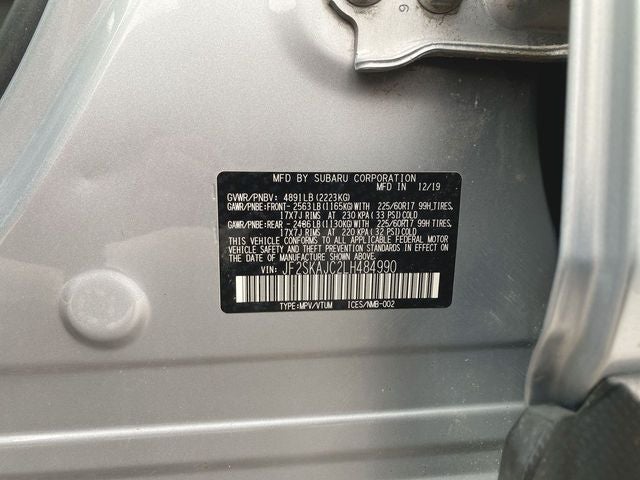 9
MFD BY SUBARU CORPORATION
MFD IN 12/19
GVWR/PNBV: 4891LB (2223KG)
GAWR/PNBE:FRONT- 2563LB(1165KG)WITH 225/60R17 99H,TIRES,
17X7J RIMS AT 230 KPA( 33 PSI)COLD
GAWR/PNBE:REAR - 2486LB(1130KG)WITH 225/60R17 99H TIRES,
17X7J RIMS AT 220 KPA( 32 PSI)COLD
THIS VEHICLE CONFORMS TO ALL APPLICABLE FEDERAL MOTOR
VEHICLE SAFETY AND THEFT PREVENTION STANDARDS IN EFFECT ON
THE DATE OF MANUFACTURE SHOWN ABOVE.
VIN: JF2SKAJC2LH484990
TYPE:MPV/VTUM ICES/NMB-002